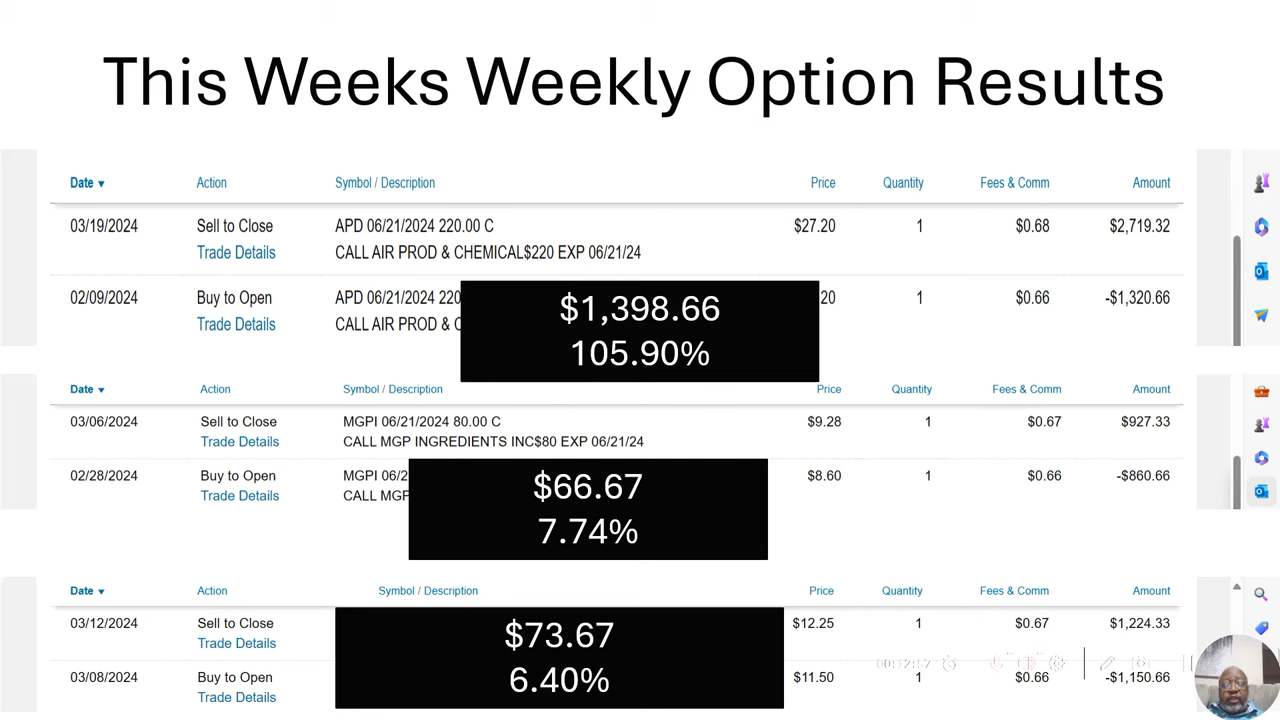 This Weeks Weekly Option Results
Date ▼ Action Symbol / Description Price Quantity Fees & Comm Amount
03/19/2024 Sell to Close APD 06/21/2024 220.00 C $27.20 1 $0.68 $2,719.32
Trade Details CALL AIR PROD & CHEMICAL$220 EXP 06/21/24
02/09/2024 Buy to Open APD 06/21/2024 220 20 1 $0.66 -$1,320.66
Trade Details CALL AIR PROD &
$1,398.66
105.90%
Date ▼ Action Symbol / Description Price Quantity Fees & Comm Amount
03/06/2024 Sell to Close MGPI 06/21/2024 80.00 C $9.28 1 $0.67 $927.33
Trade Details CALL MGP INGREDIENTS INC$80 EXP 06/21/24
02/28/2024 Buy to Open MGPI 06/2 $8.60 1 $0.66 -$860.66
Trade Details CALL MGP
$66.67
7.74%
Date ▼ Action Symbol / Description Price Quantity Fees & Comm Amount
03/12/2024 Sell to Close $12.25 1 $0.67 $1,224.33
Trade Details
03/08/2024 Buy to Open $11.50 1 $0.66 -$1,150.66
Trade Details
$73.67
6.40%